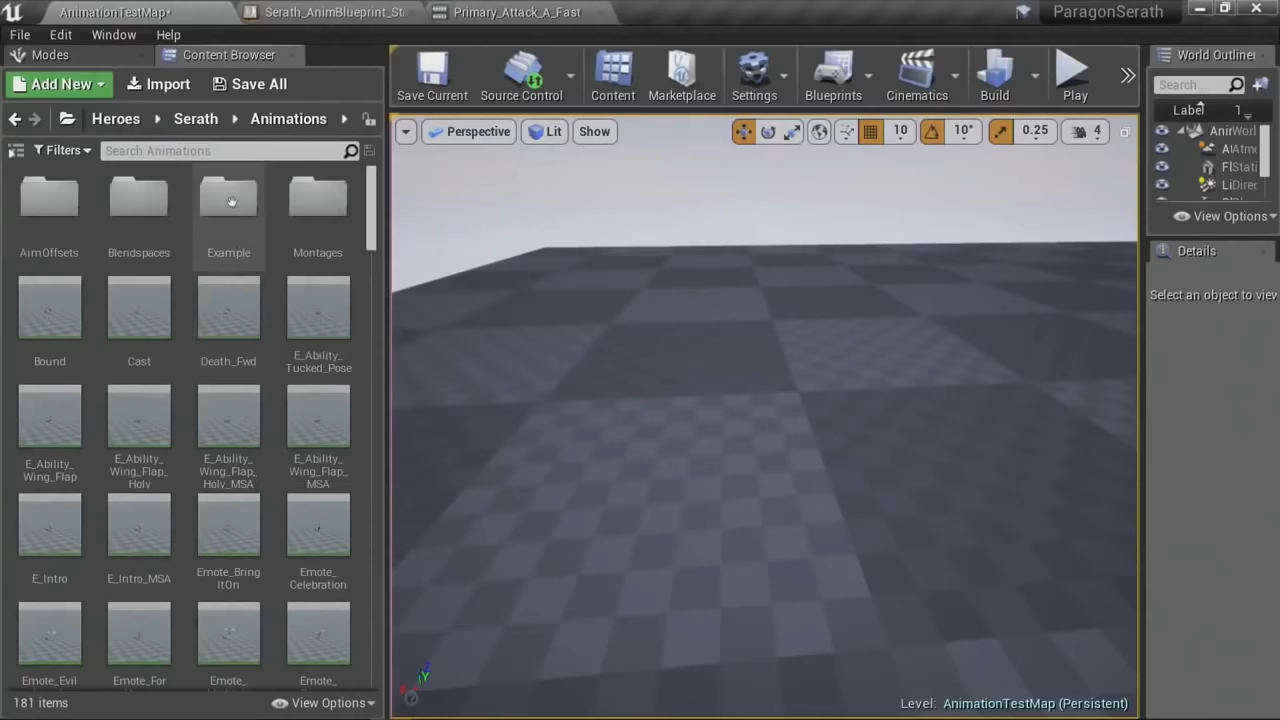 AnimationTestMap•
Serath_AnimBlueprint_St
Primary_Attack_A_Fast
ParagonSerath
File Edit Window Help
Modes
Content Browser
Add New
Import
Save All
Heroes
Serath
Animations
Filters
Search Animations
AimOffsets
Blendspaces
Example
Montages
Bound
Cast
Death_Fwd
E_Ability_
Tucked_Pose
E_Ability_
Wing_Flap
E_Ability_
Wing_Flap_
Holy
E_Ability_
Wing_Flap_
Holy_MSA
E_Ability_
Wing_Flap_
MSA
E_Intro
E_Intro_MSA
Emote_Bring
ItOn
Emote_
Celebration
Emote_Evil
Emote_For
Emote_
Emote_
181 items
View Options
Save Current
Source Control
Content
Marketplace
Settings
Blueprints
Cinematics
Build
Play
Perspective
Lit
Show
10
10°
0.25
4
Z
Y
Level: AnimationTestMap (Persistent)
World Outliner
Search...
Label
AnimWorl
View Options
Details
Select an object to view